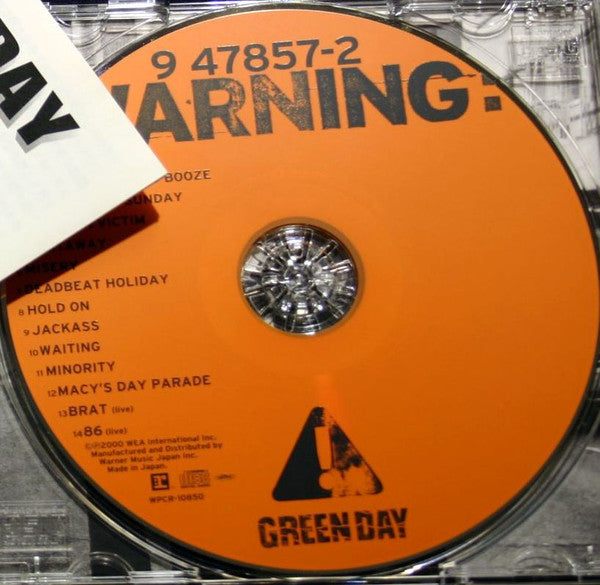 DAY
9 47857-2
WARNING:
BOOZE
SUNDAY
VICTIM
AWAY
MISERY
7 DEADBEAT HOLIDAY
8 HOLD ON
9 JACKASS
10 WAITING
11 MINORITY
12 MACY'S DAY PARADE
13 BRAT (live)
14 86 (live)
©℗2000 WEA International Inc.
Manufactured and Distributed by
Warner Music Japan Inc.
Made in Japan.
WPCR-10850
GREEN DAY